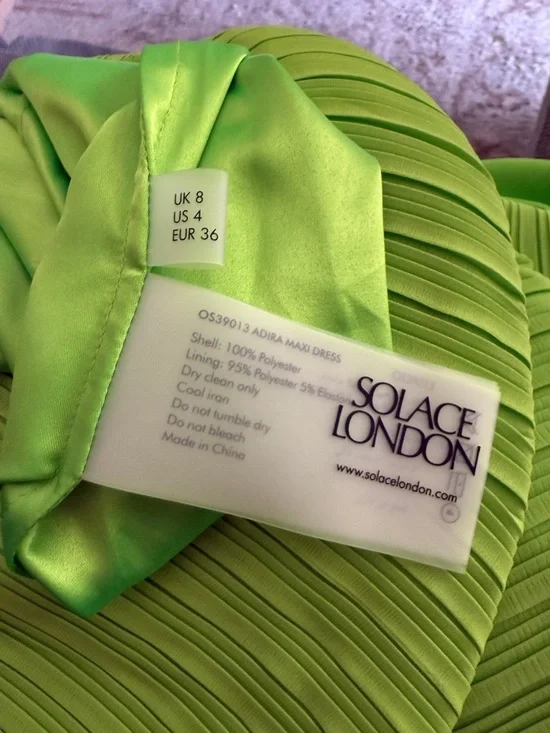 UK 8
US 4
EUR 36
OS39013 ADIRA MAXI DRESS
Shell: 100% Polyester
Lining: 95% Polyester 5% Elastan
Dry clean only
Cool iron
Do not tumble dry
Do not bleach
Made in China
SOLACE
LONDON
www.solacelondon.com